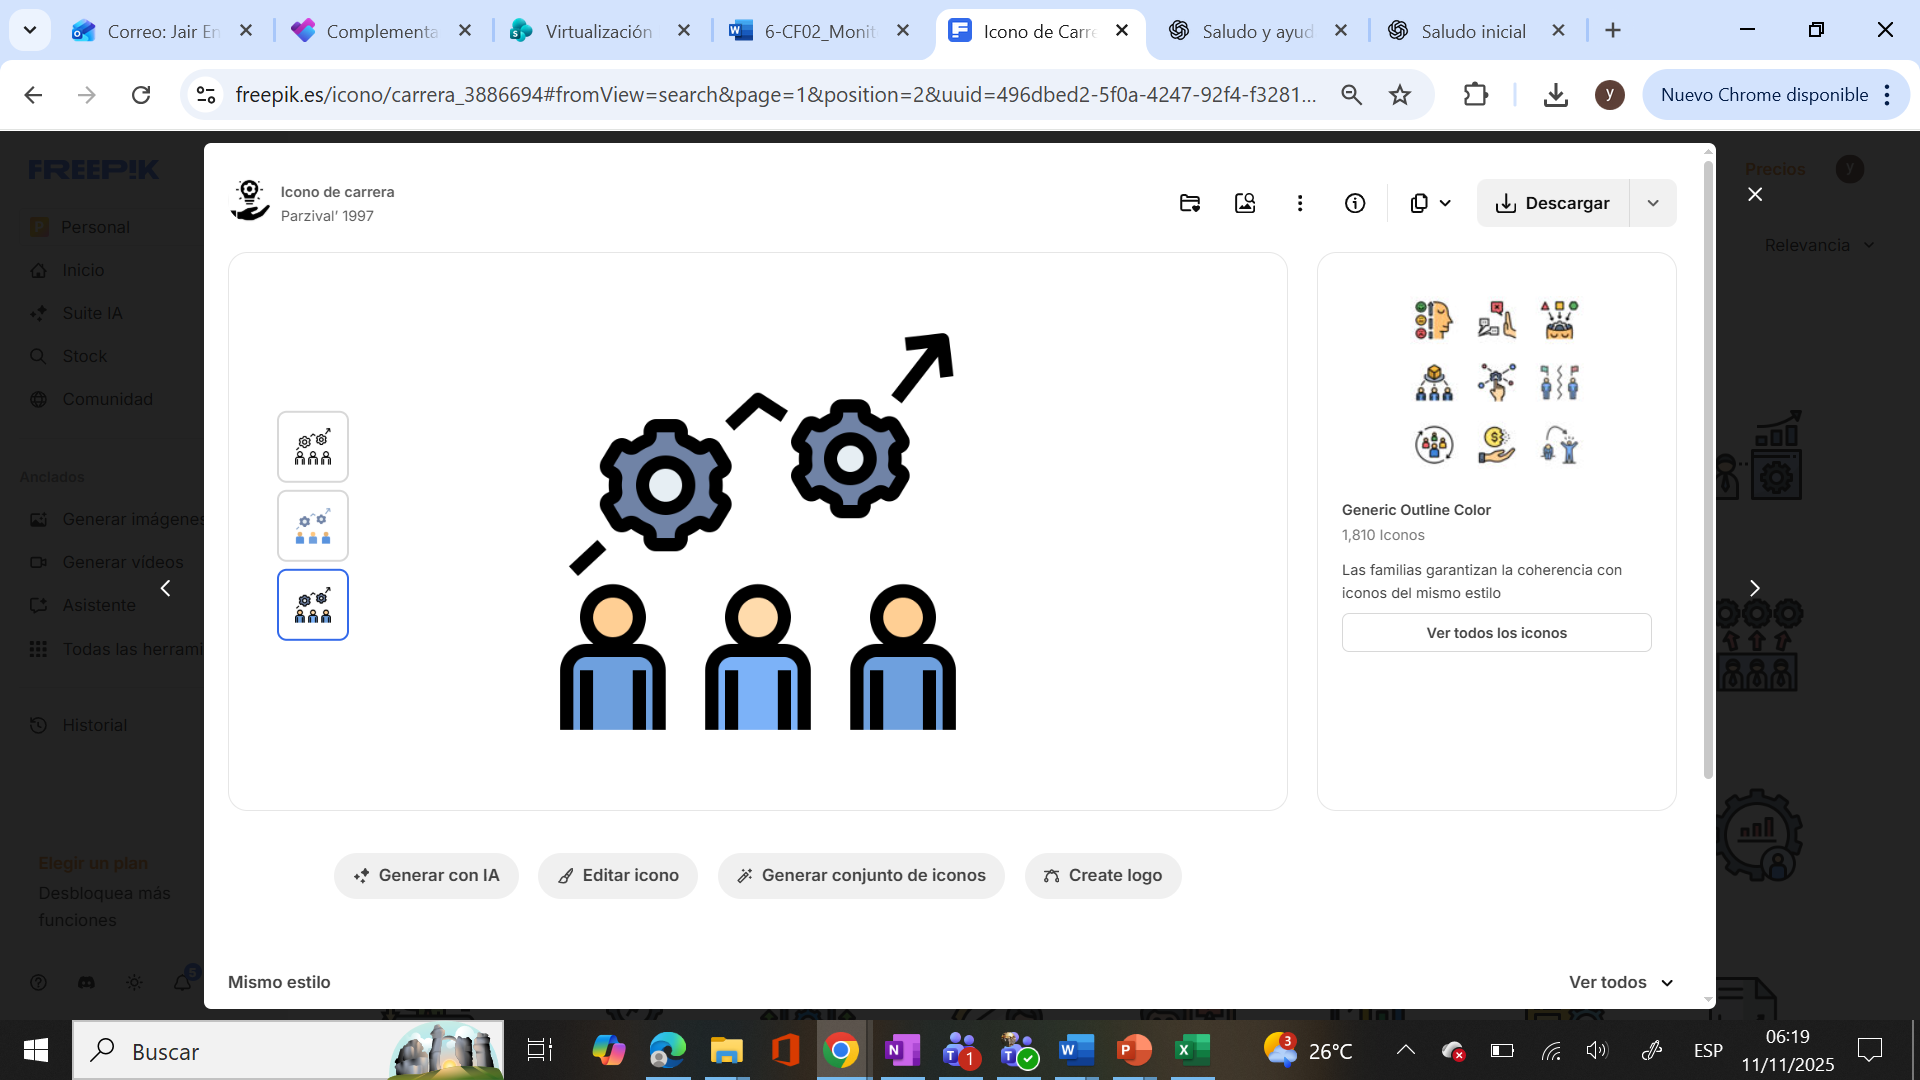 Correo: Jair En
Complementa
Virtualización
6-CF02_Monit
Icono de Carre
Saludo y ayud
Saludo inicial
freepik.es/icono/carrera_3886694#fromView=search&page=1&position=2&uuid=496dbed2-5f0a-4247-92f4-f3281...
y
Nuevo Chrome disponible
FREEPIK
Precios
y
Icono de carrera
Parzival' 1997
Descargar
Personal
Inicio
Suite IA
Stock
Comunidad
Relevancia
Anclados
Generar imágenes
Generar vídeos
Asistente
Todas las herrami
Historial
Generic Outline Color
1,810 Iconos
Las familias garantizan la coherencia con
iconos del mismo estilo
Ver todos los iconos
Elegir un plan
Desbloquea más
funciones
Generar con IA
Editar icono
Generar conjunto de iconos
Create logo
5
Mismo estilo
Ver todos
Buscar
1
3
26°C
ESP
06:19
11/11/2025